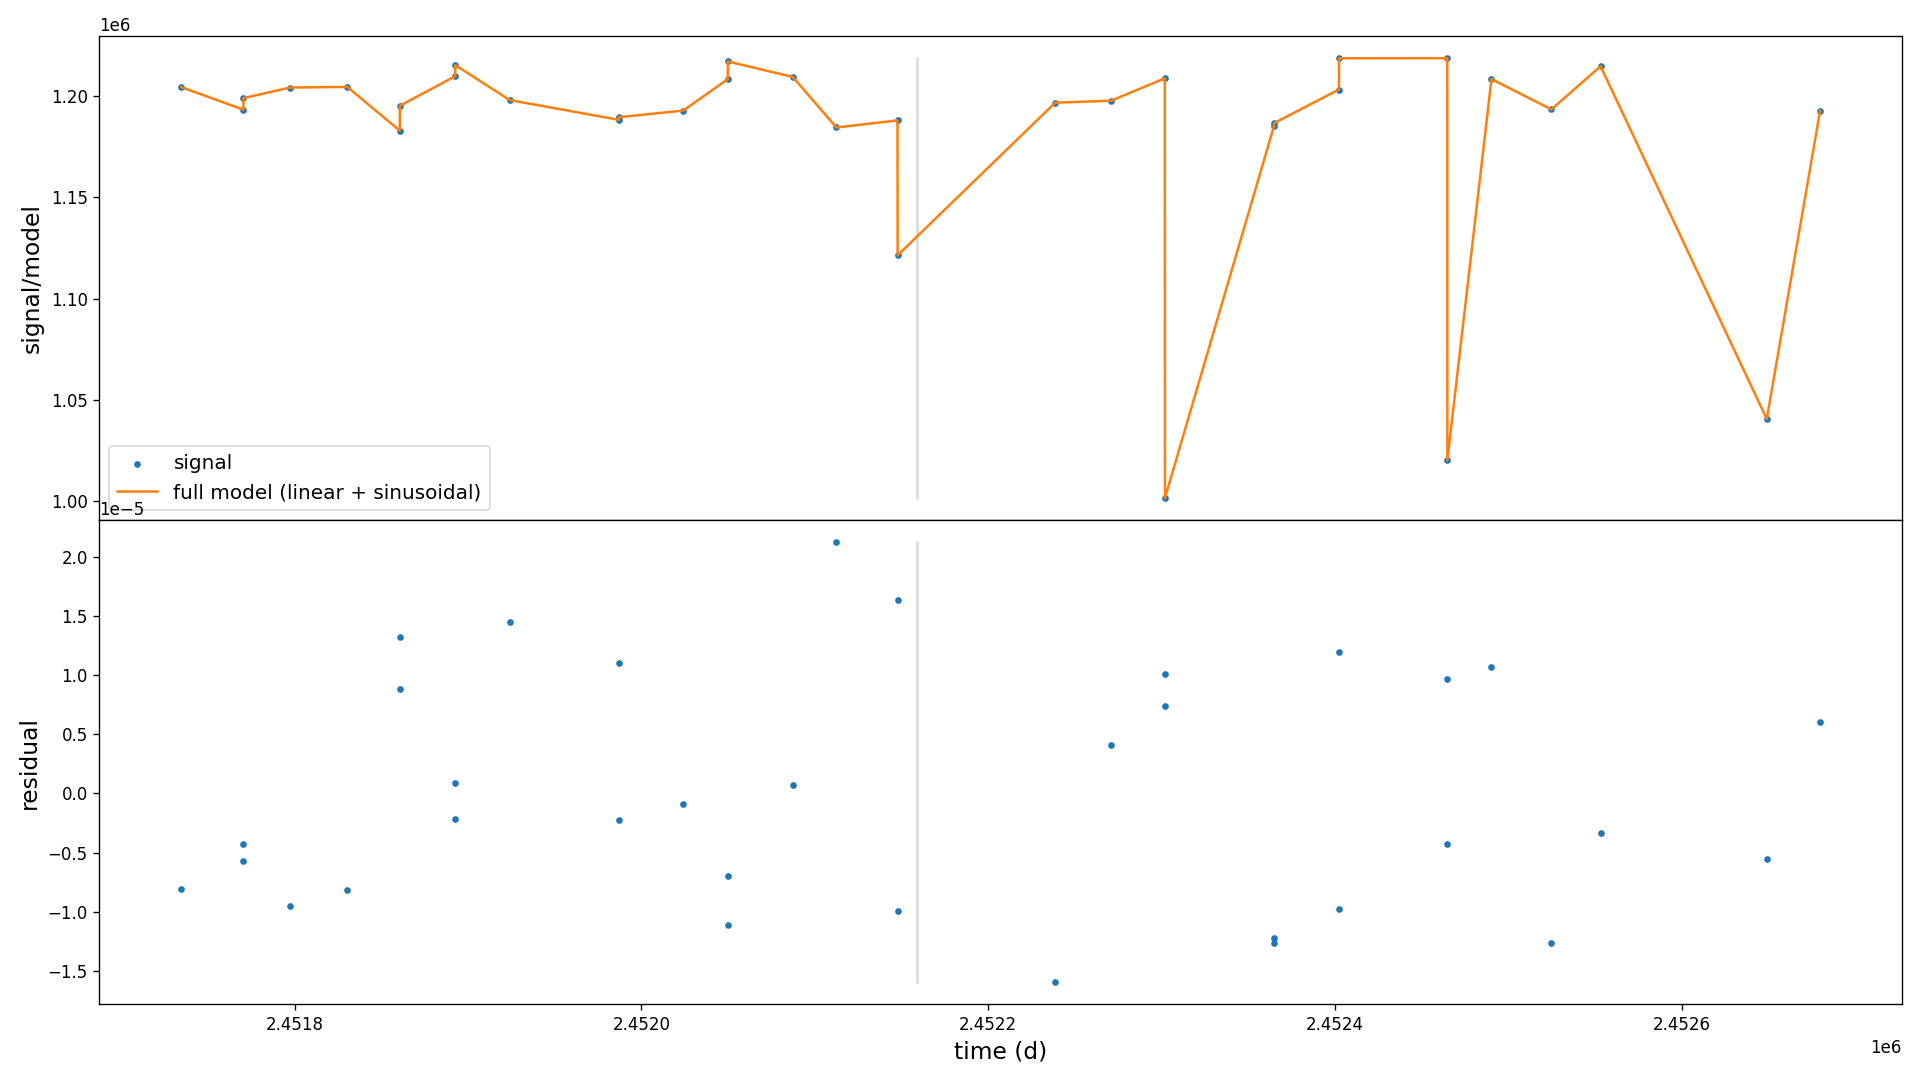 1e6
1.20
1.15
1.10
1.05
1.00
signal/model
signal
full model (linear + sinusoidal)
1e−5
2.0
1.5
1.0
0.5
0.0
−0.5
−1.0
−1.5
residual
2.4518
2.4520
2.4522
2.4524
2.4526
1e6
time (d)